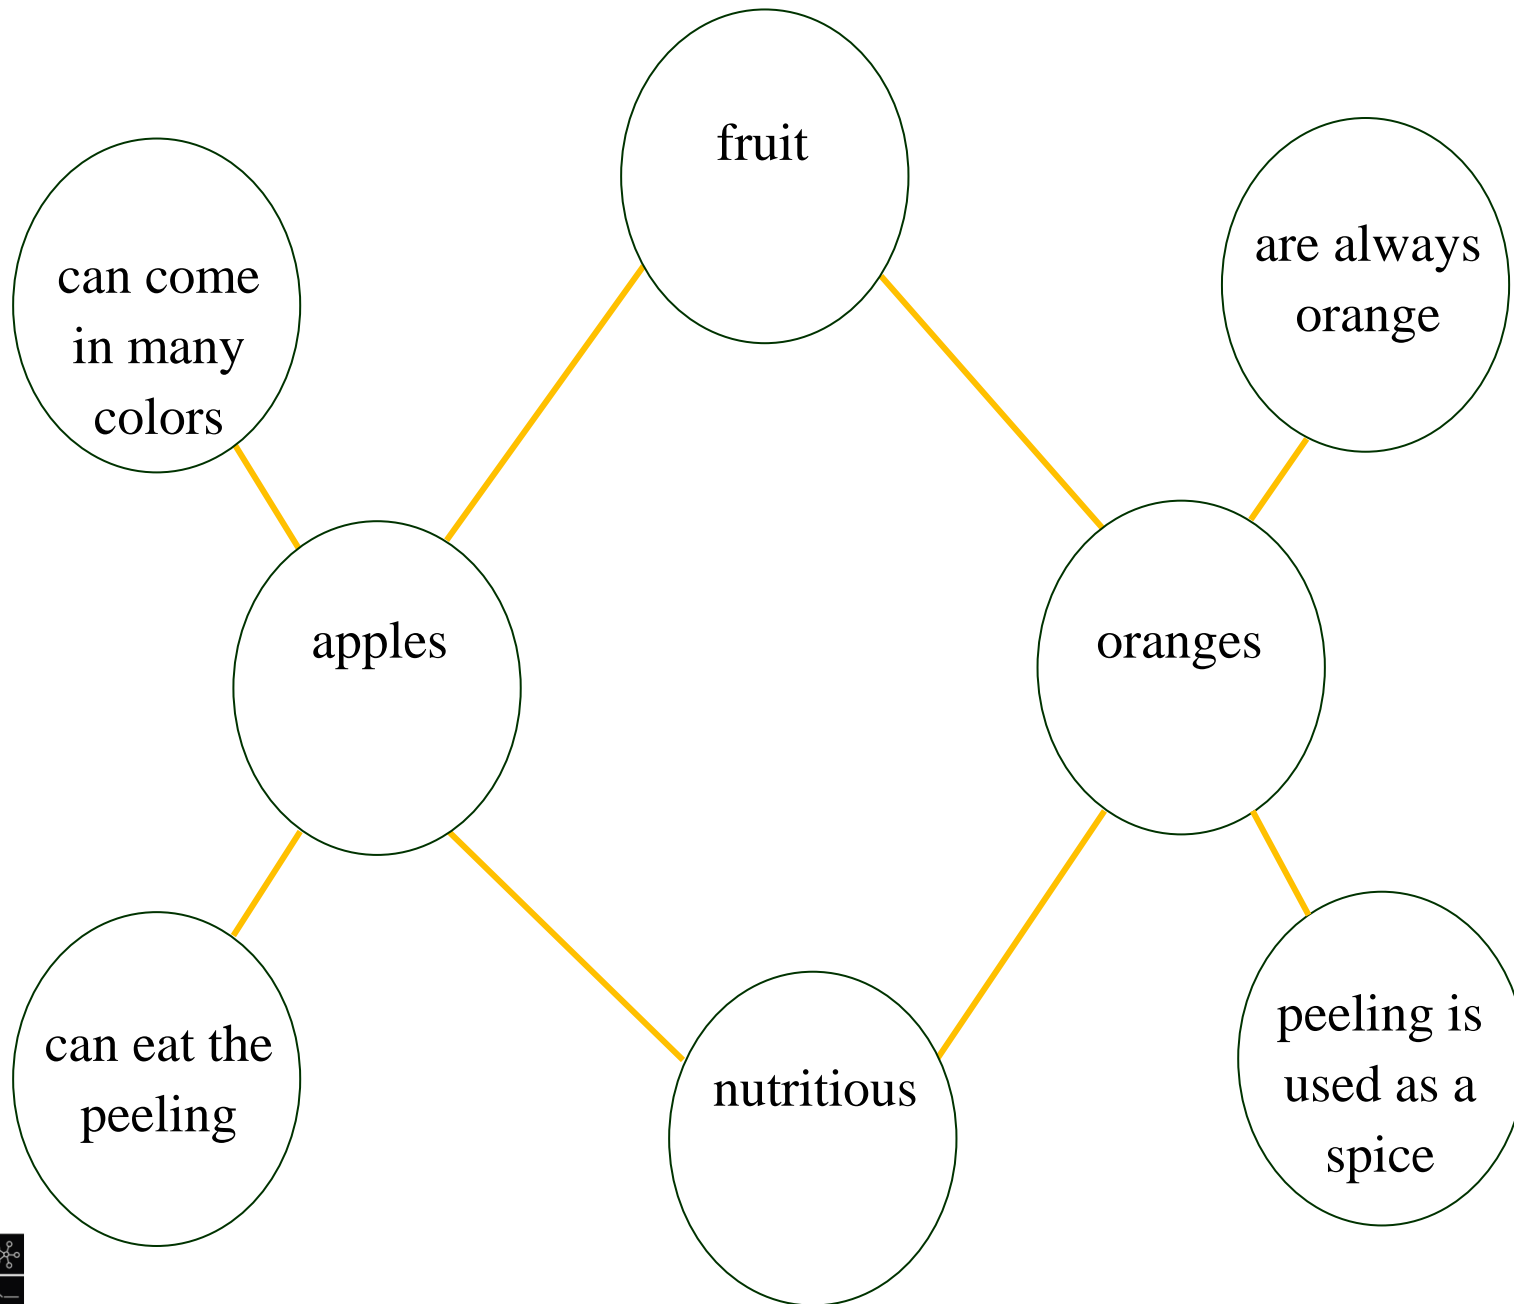 fruit
can come
in many
colors
are always
orange
apples
oranges
can eat the
peeling
nutritious
peeling is
used as a
spice